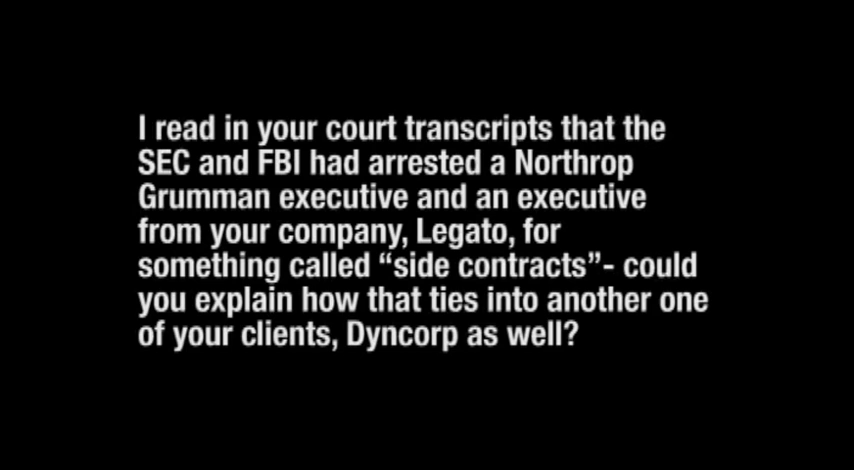 I read in your court transcripts that the
SEC and FBI had arrested a Northrop
Grumman executive and an executive
from your company, Legato, for
something called “side contracts”- could
you explain how that ties into another one
of your clients, Dyncorp as well?